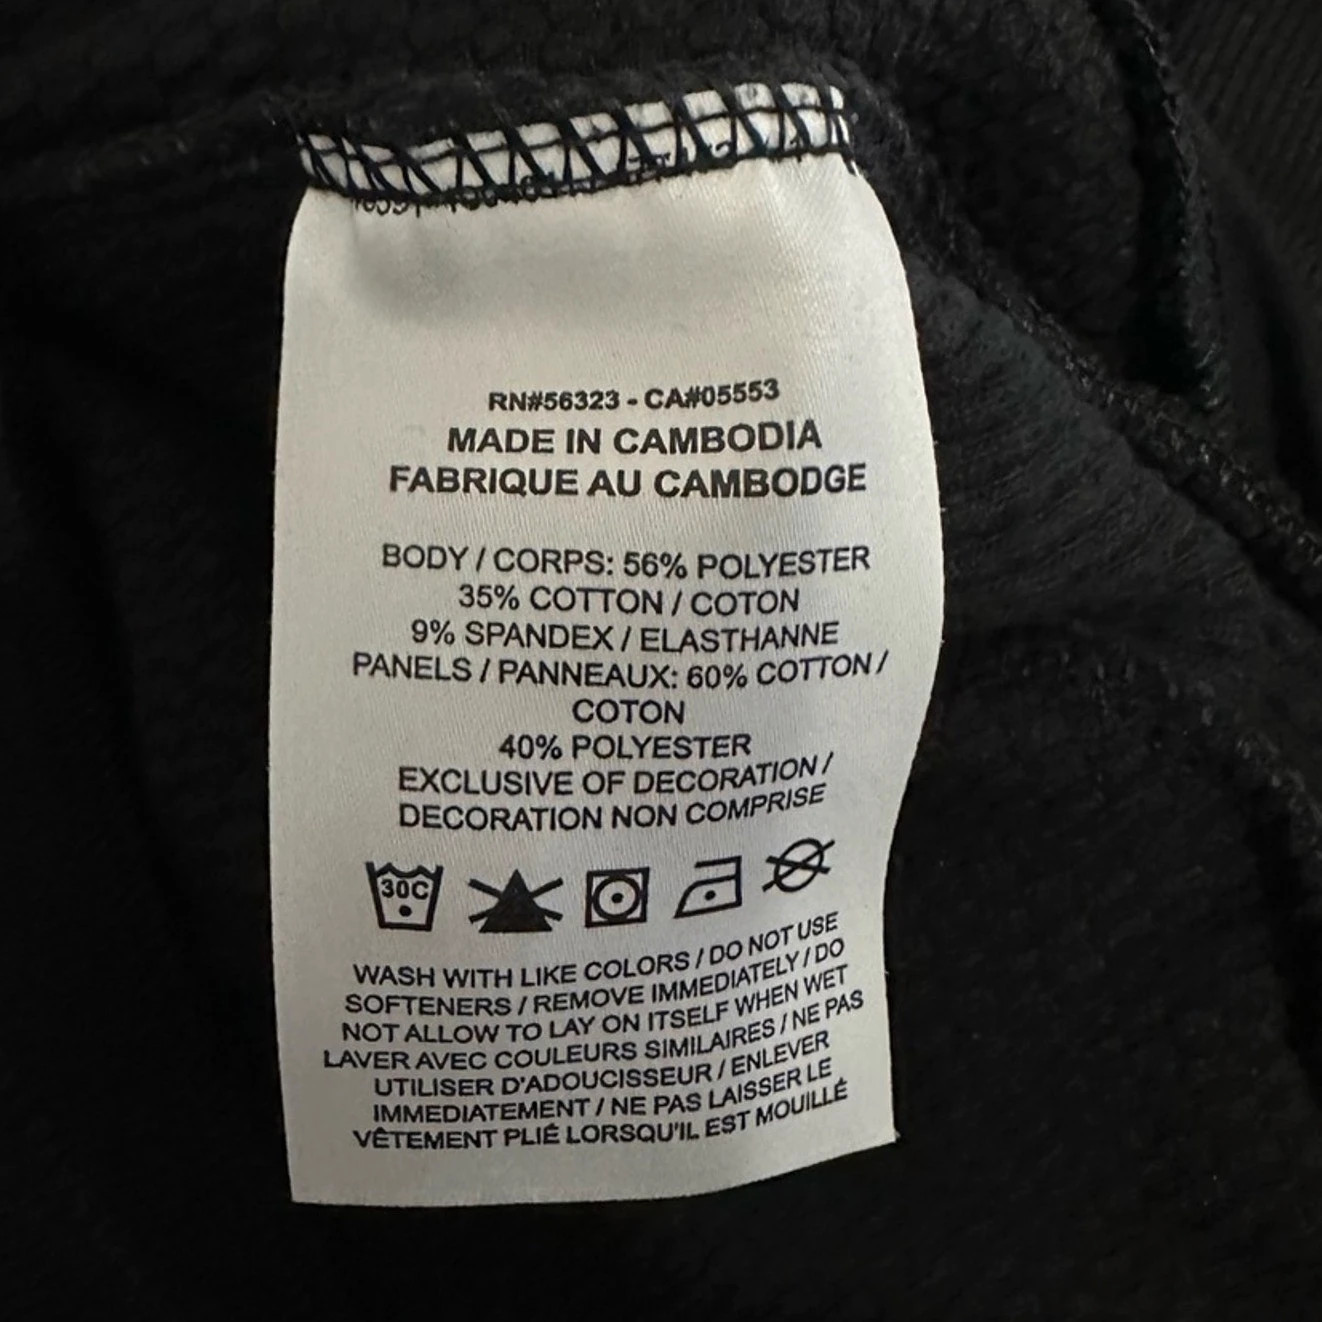 RN#56323 - CA#05553
MADE IN CAMBODIA
FABRIQUE AU CAMBODGE
BODY / CORPS: 56% POLYESTER
35% COTTON / COTON
9% SPANDEX / ELASTHANNE
PANELS / PANNEAUX: 60% COTTON /
COTON
40% POLYESTER
EXCLUSIVE OF DECORATION /
DECORATION NON COMPRISE
30C
WASH WITH LIKE COLORS / DO NOT USE
SOFTENERS / REMOVE IMMEDIATELY / DO
NOT ALLOW TO LAY ON ITSELF WHEN WET
LAVER AVEC COULEURS SIMILAIRES / NE PAS
UTILISER D'ADOUCISSEUR / ENLEVER
IMMEDIATEMENT / NE PAS LAISSER LE
VÊTEMENT PLIÉ LORSQU'IL EST MOUILLÉ